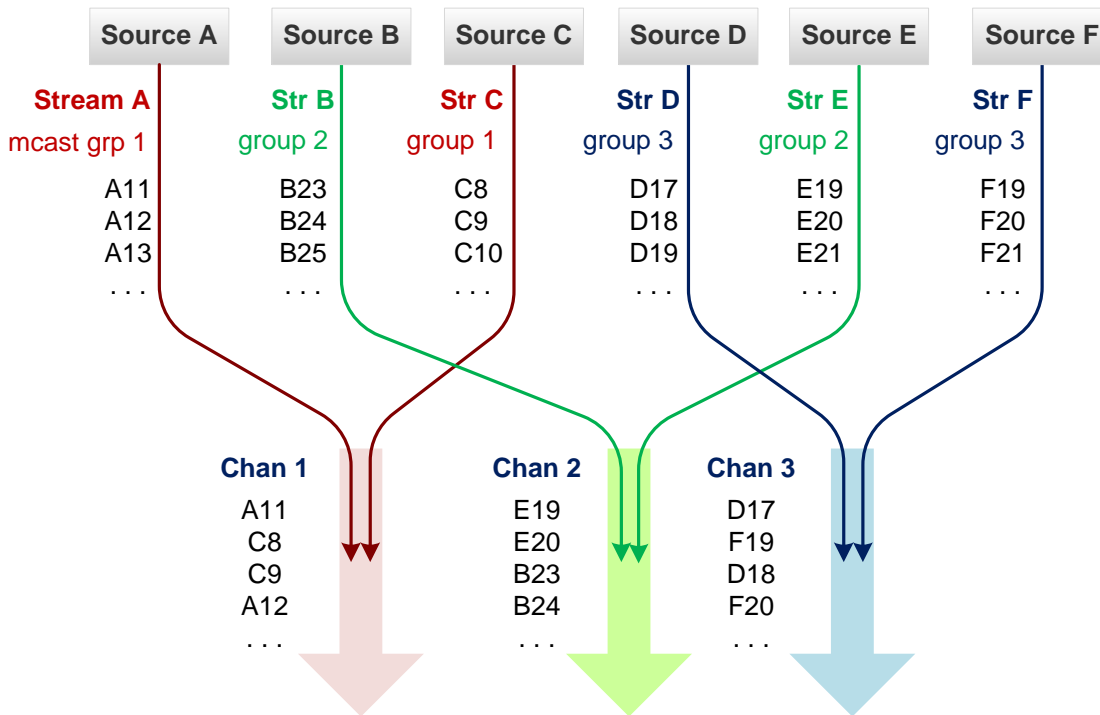 Source A Source B Source C Source D Source E Source F
Stream A Str B Str C Str D Str E Str F
mcast grp 1 group 2 group 1 group 3 group 2 group 3
A11 B23 C8 D17 E19 F19
A12 B24 C9 D18 E20 F20
A13 B25 C10 D19 E21 F21
. . . . . . . . . . . . . . . . . .
Chan 1 Chan 2 Chan 3
A11 E19 D17
C8 E20 F19
C9 B23 D18
A12 B24 F20
. . . . . . . . .